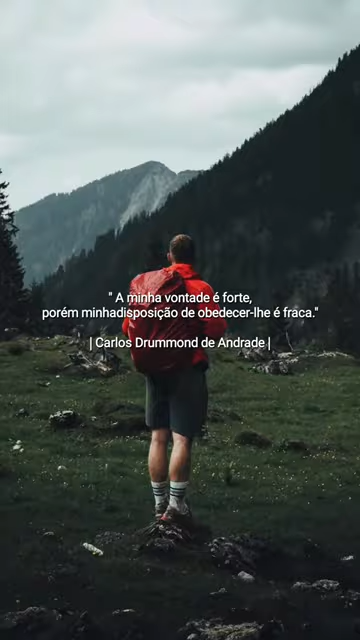 " A minha vontade é forte,
porém minhadisposição de obedecer-lhe é fraca."
| Carlos Drummond de Andrade |